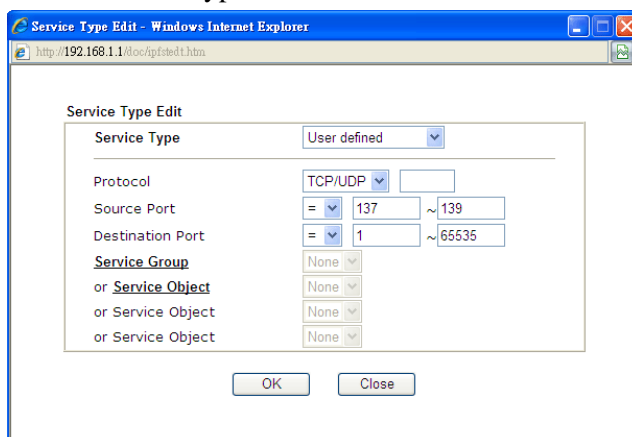 Service Type Edit - Windows Internet Explorer
http://192.168.1.1/doc/ipfstedt.htm
Service Type Edit
Service Type User defined
Protocol TCP/UDP
Source Port = 137 ~ 139
Destination Port = 1 ~ 65535
Service Group None
or Service Object None
or Service Object None
or Service Object None
OK Close